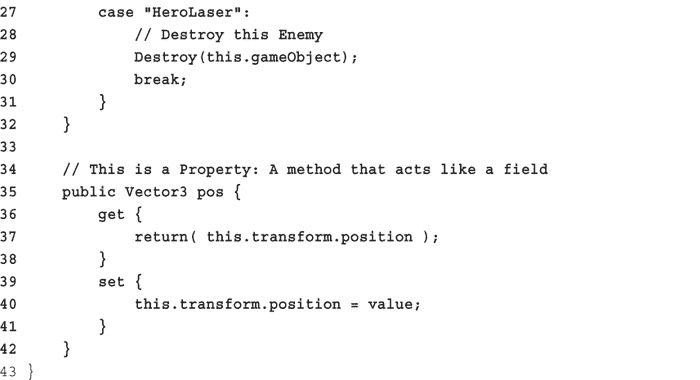 27         case "HeroLaser":
28             // Destroy this Enemy
29             Destroy(this.gameObject);
30             break;
31         }
32     }
33
34     // This is a Property: A method that acts like a field
35     public Vector3 pos {
36         get {
37             return( this.transform.position );
38         }
39         set {
40             this.transform.position = value;
41         }
42     }
43 }